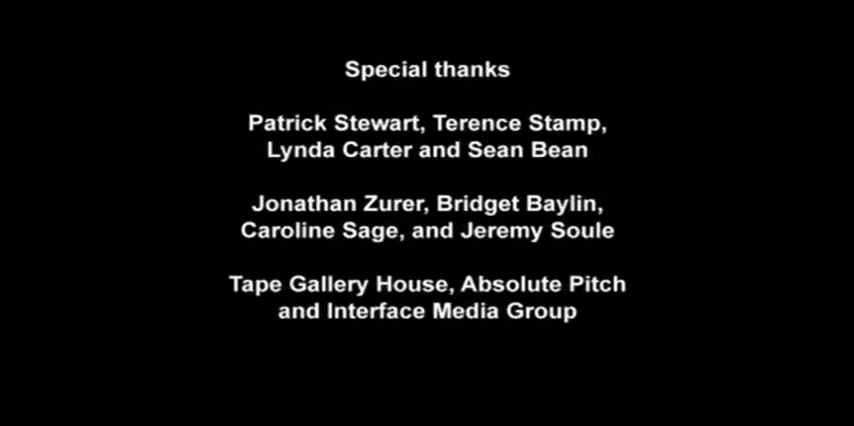 Special thanks
Patrick Stewart, Terence Stamp,
Lynda Carter and Sean Bean
Jonathan Zurer, Bridget Baylin,
Caroline Sage, and Jeremy Soule
Tape Gallery House, Absolute Pitch
and Interface Media Group